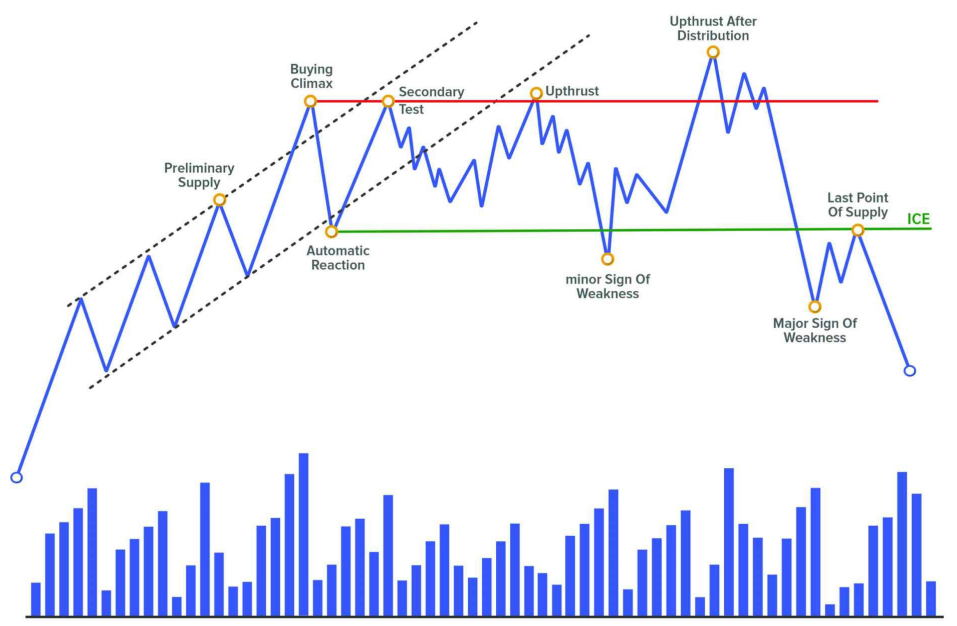 Upthrust After
Distribution
Buying
Climax
Secondary
Test
Upthrust
Preliminary
Supply
Last Point
Of Supply
ICE
Automatic
Reaction
minor Sign Of
Weakness
Major Sign Of
Weakness